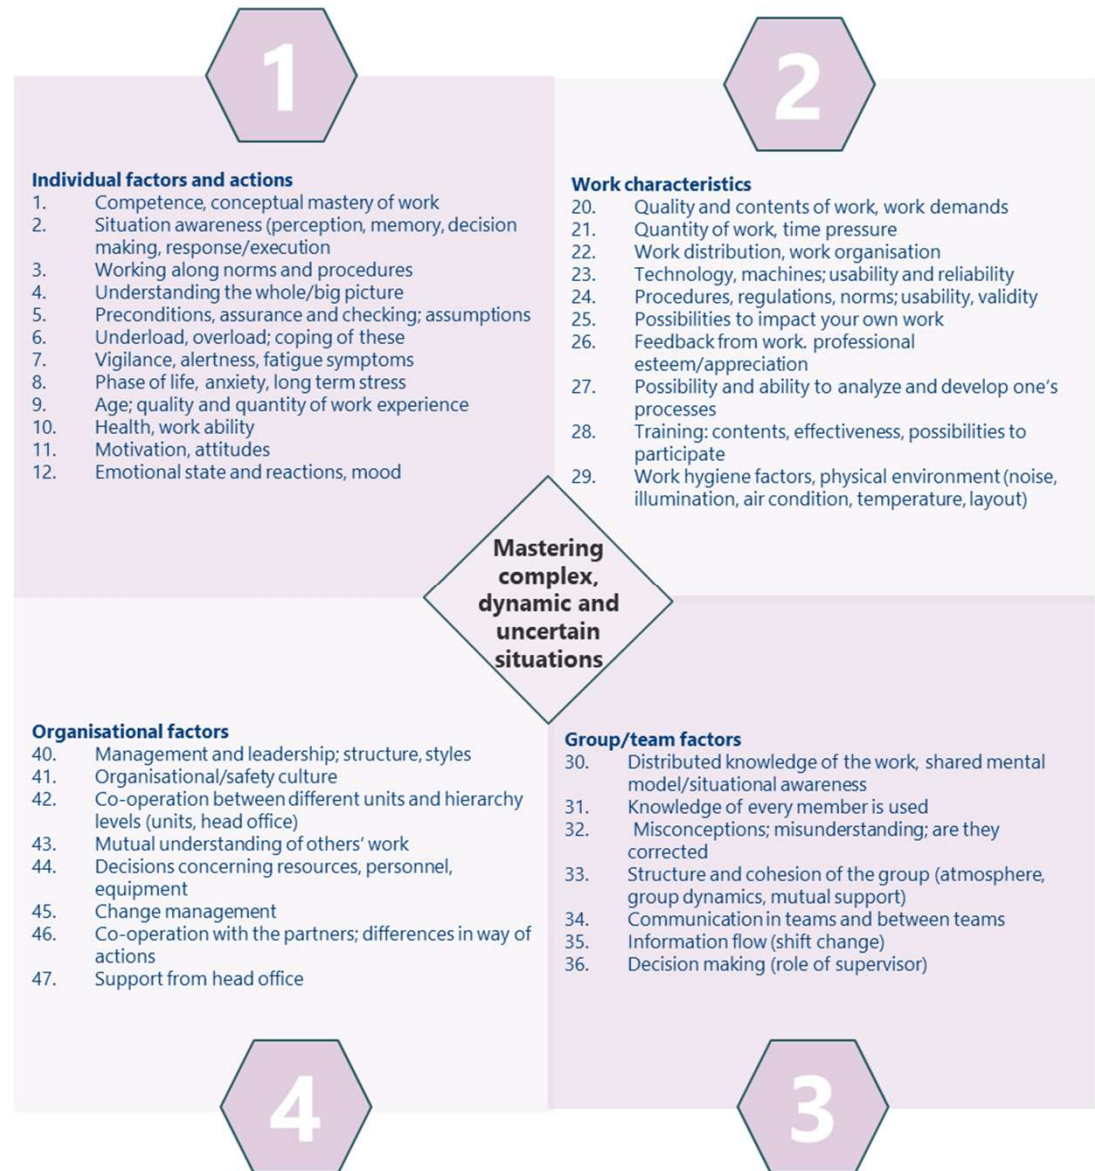 1
Individual factors and actions
1. Competence, conceptual mastery of work
2. Situation awareness (perception, memory, decision
making, response/execution
3. Working along norms and procedures
4. Understanding the whole/big picture
5. Preconditions, assurance and checking; assumptions
6. Underload, overload; coping of these
7. Vigilance, alertness, fatigue symptoms
8. Phase of life, anxiety, long term stress
9. Age; quality and quantity of work experience
10. Health, work ability
11. Motivation, attitudes
12. Emotional state and reactions, mood
2
Work characteristics
20. Quality and contents of work, work demands
21. Quantity of work, time pressure
22. Work distribution, work organisation
23. Technology, machines; usability and reliability
24. Procedures, regulations, norms; usability, validity
25. Possibilities to impact your own work
26. Feedback from work. professional
esteem/appreciation
27. Possibility and ability to analyze and develop one's
processes
28. Training: contents, effectiveness, possibilities to
participate
29. Work hygiene factors, physical environment (noise,
illumination, air condition, temperature, layout)
Mastering
complex,
dynamic and
uncertain
situations
Organisational factors
40. Management and leadership; structure, styles
41. Organisational/safety culture
42. Co-operation between different units and hierarchy
levels (units, head office)
43. Mutual understanding of others' work
44. Decisions concerning resources, personnel,
equipment
45. Change management
46. Co-operation with the partners; differences in way of
actions
47. Support from head office
4
Group/team factors
30. Distributed knowledge of the work, shared mental
model/situational awareness
31. Knowledge of every member is used
32. Misconceptions; misunderstanding; are they
corrected
33. Structure and cohesion of the group (atmosphere,
group dynamics, mutual support)
34. Communication in teams and between teams
35. Information flow (shift change)
36. Decision making (role of supervisor)
3